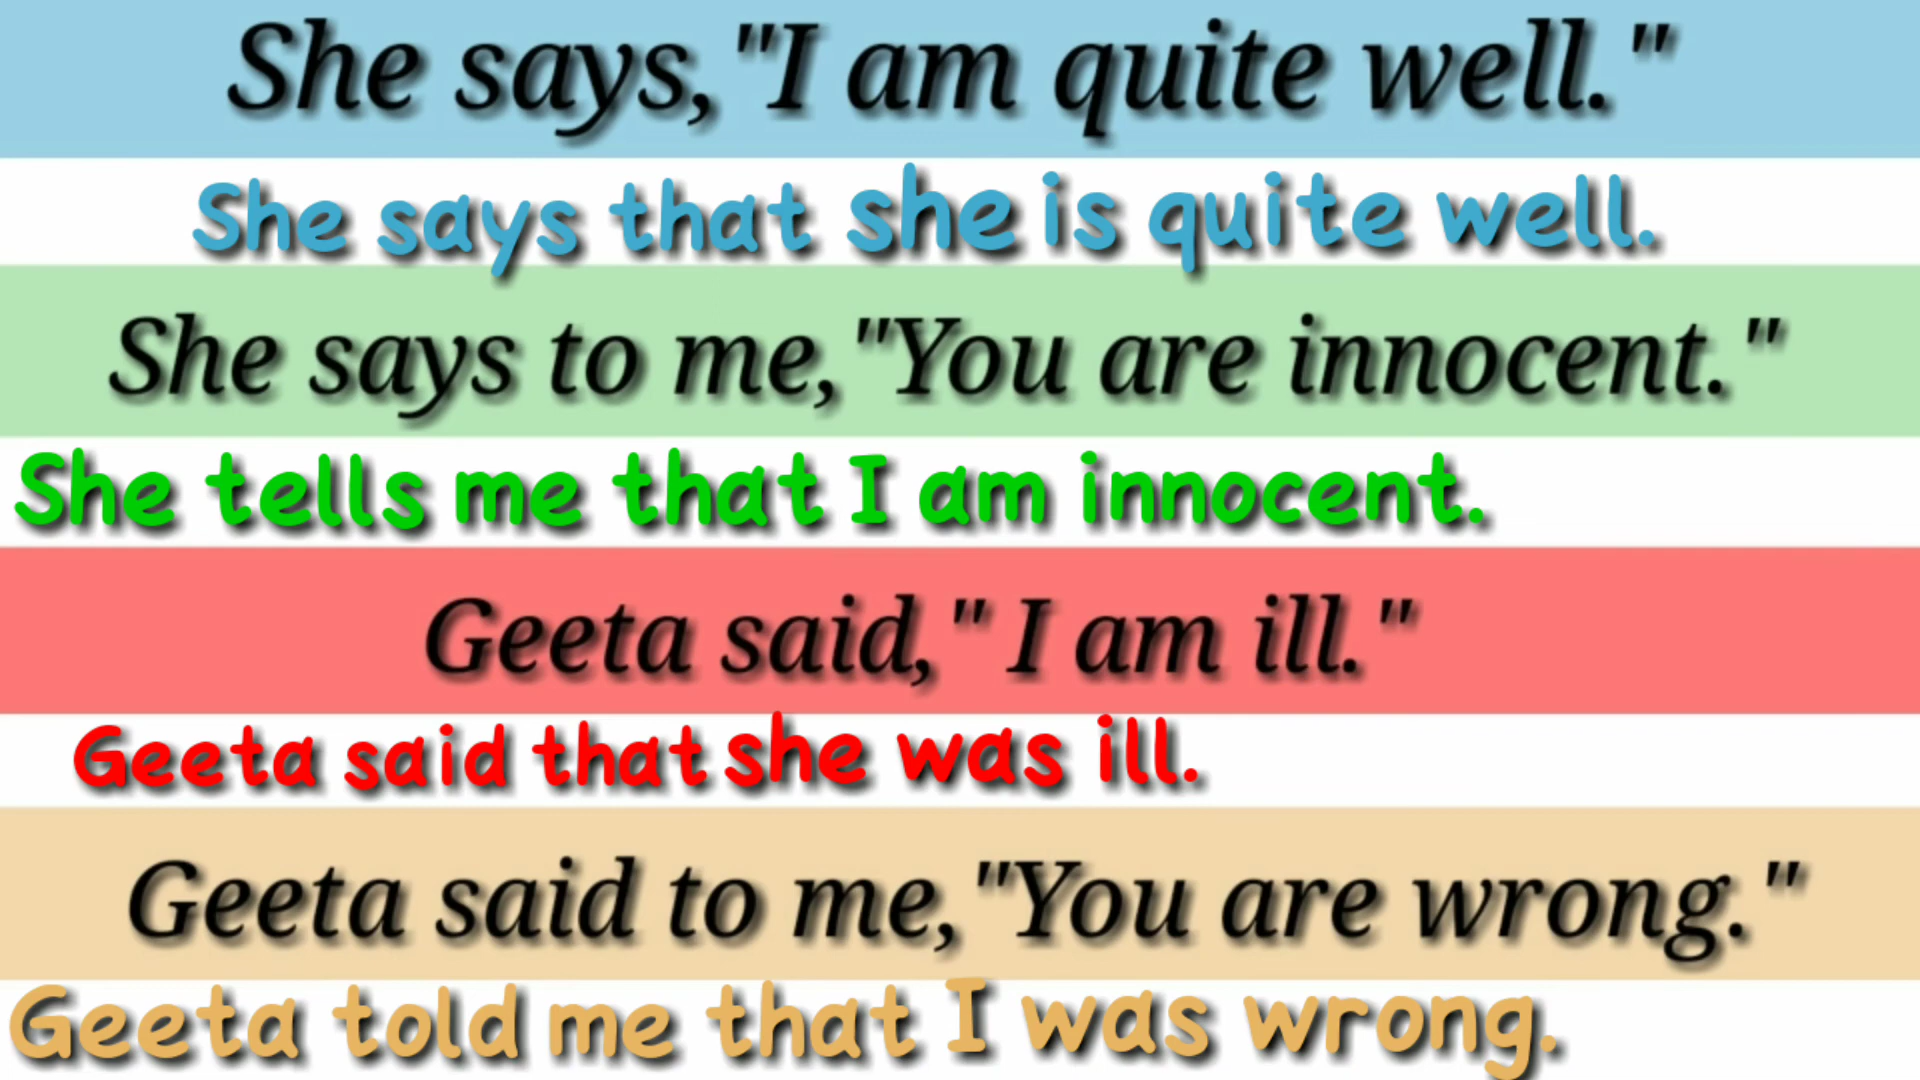 She says,"I am quite well."
She says that she is quite well.
She says to me,"You are innocent."
She tells me that I am innocent.
Geeta said," I am ill."
Geeta said that she was ill.
Geeta said to me,"You are wrong."
Geeta told me that I was wrong.